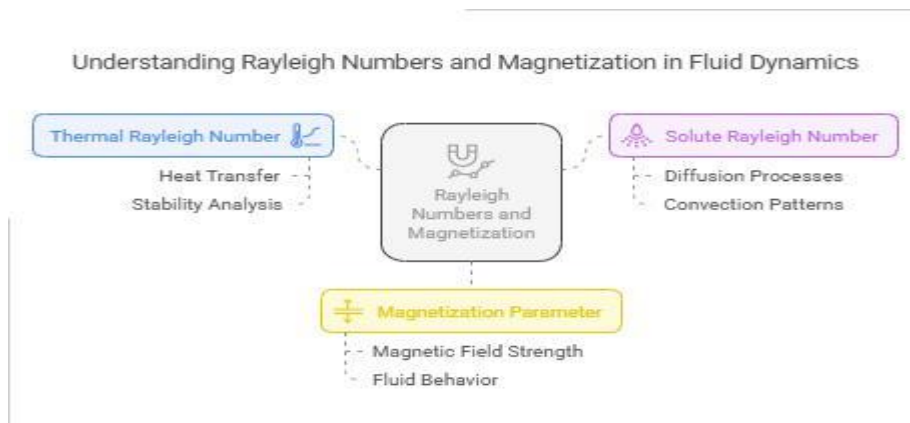 Understanding Rayleigh Numbers and Magnetization in Fluid Dynamics
Thermal Rayleigh Number
Heat Transfer
Stability Analysis
Rayleigh
Numbers and
Magnetization
Solute Rayleigh Number
Diffusion Processes
Convection Patterns
Magnetization Parameter
Magnetic Field Strength
Fluid Behavior